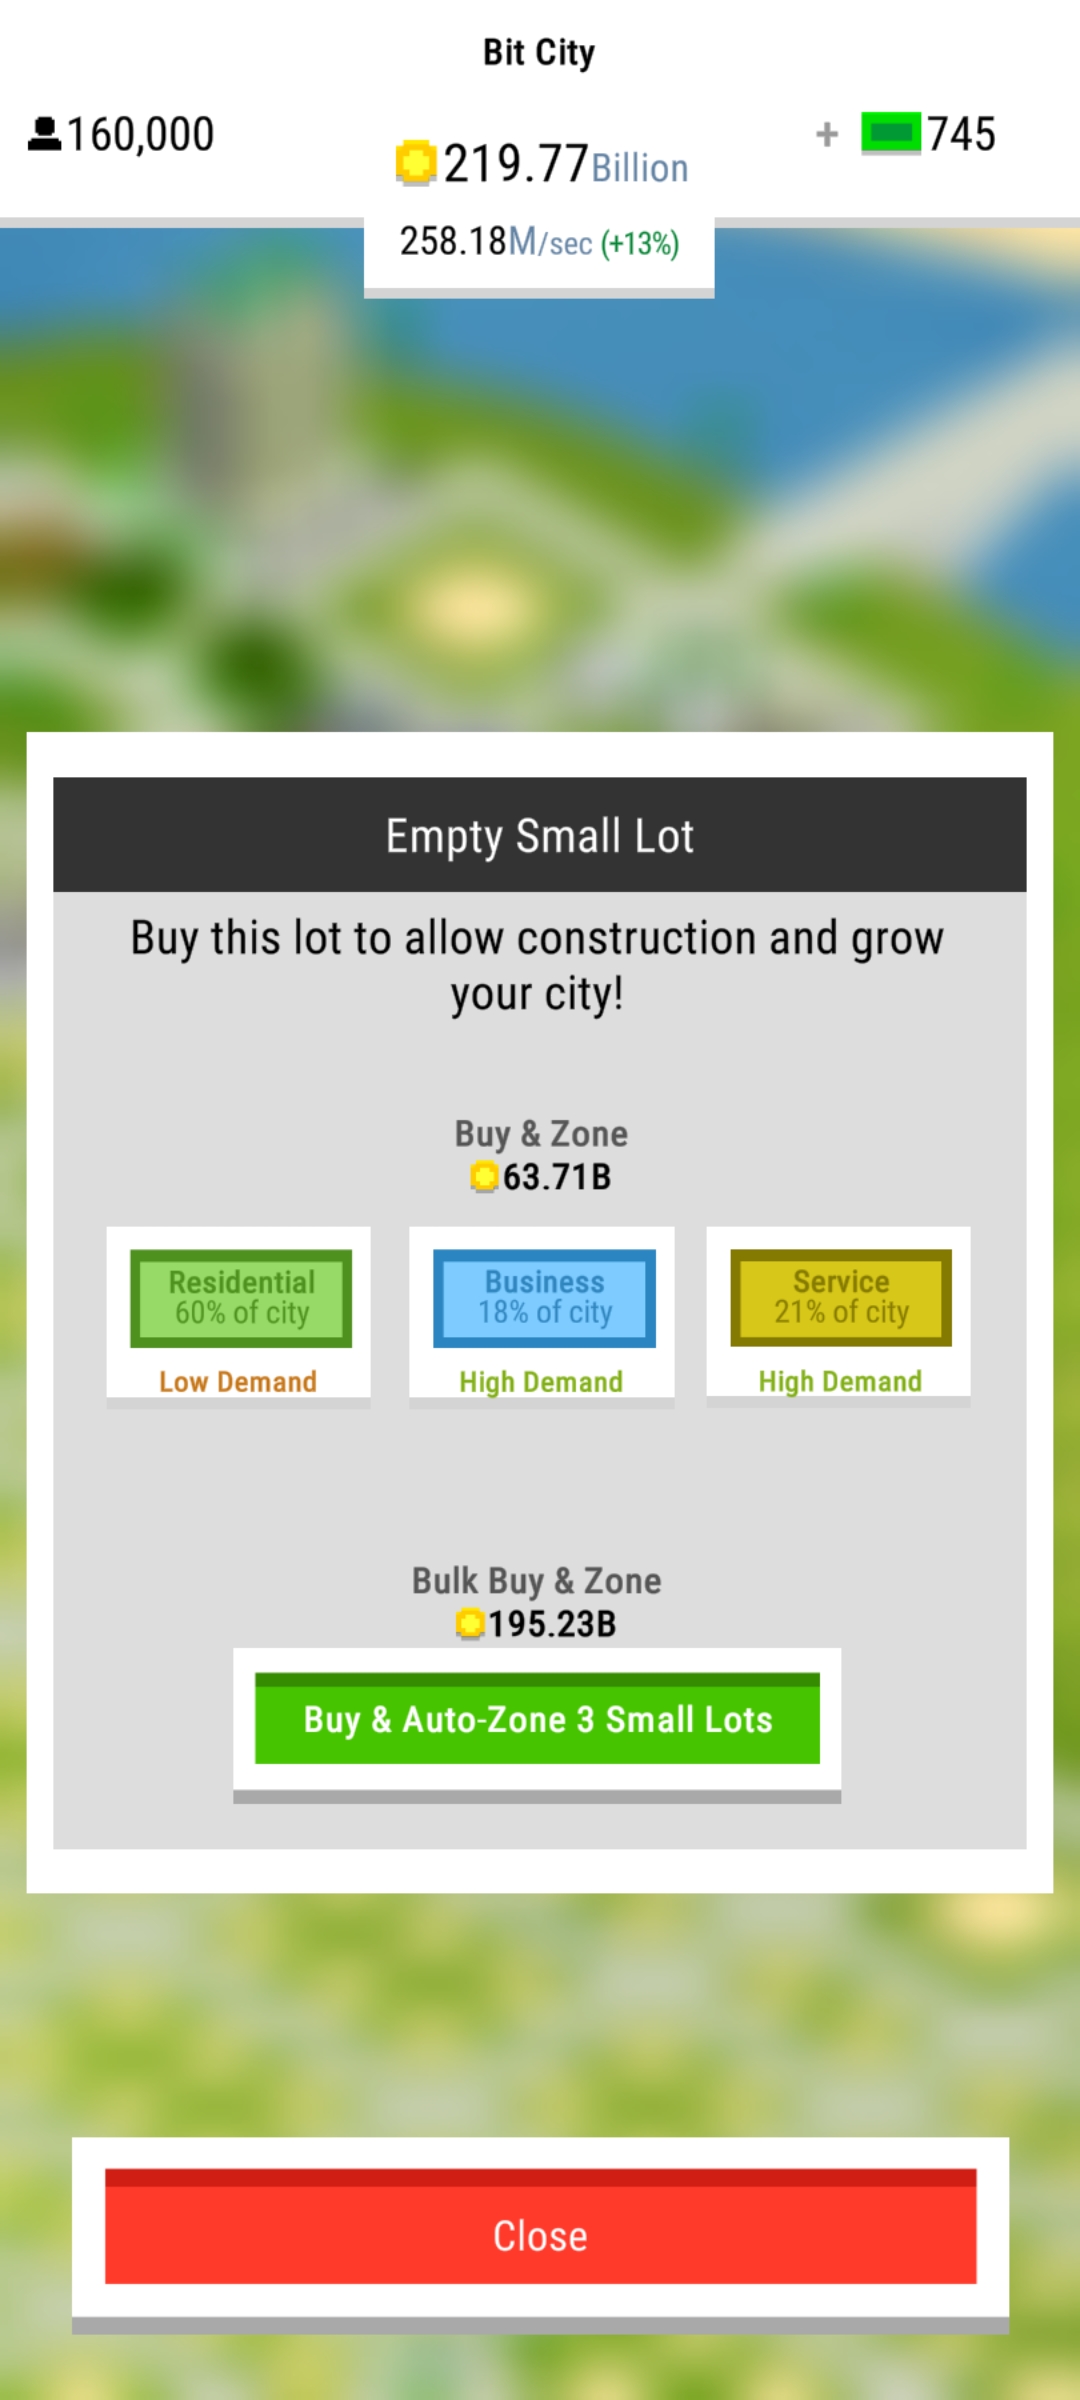 Bit City
160,000
219.77Billion
+ 745
258.18M/sec (+13%)
Empty Small Lot
Buy this lot to allow construction and grow
your city!
Buy & Zone
63.71B
Residential
60% of city
Low Demand
Business
18% of city
High Demand
Service
21% of city
High Demand
Bulk Buy & Zone
195.23B
Buy & Auto-Zone 3 Small Lots
Close